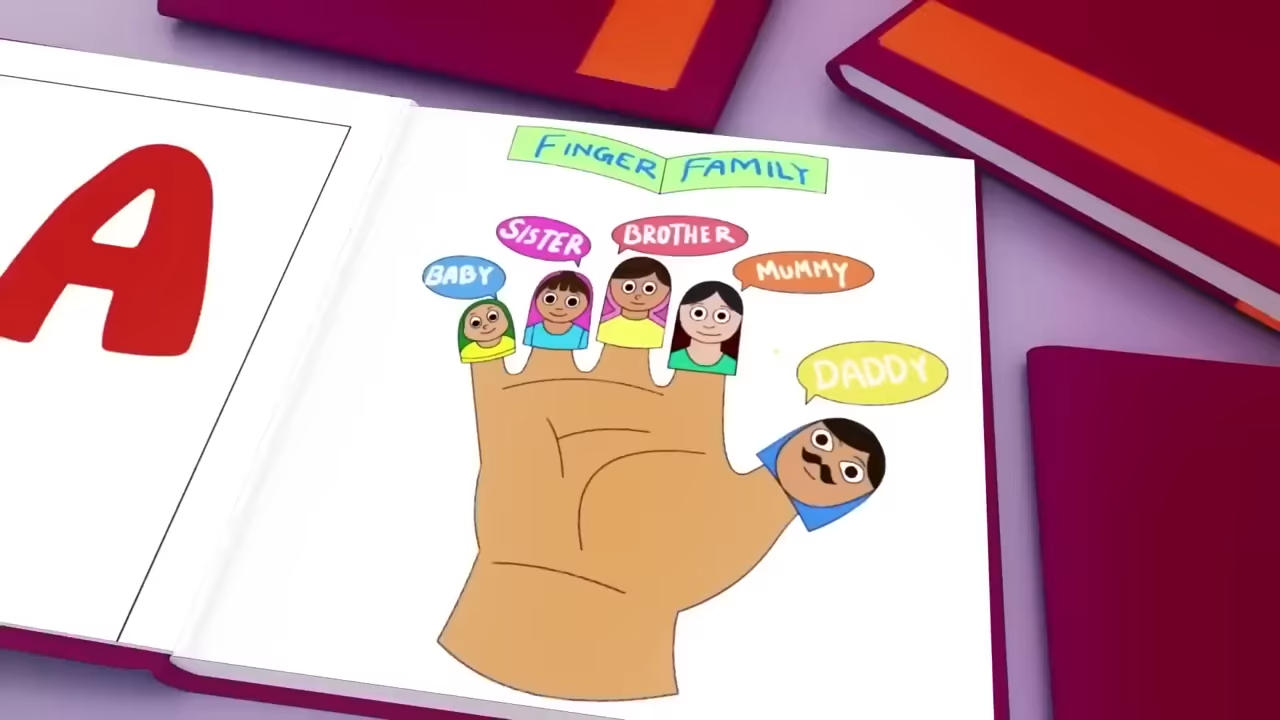 A
FINGER FAMILY
SISTER
BROTHER
BABY
MUMMY
DADDY